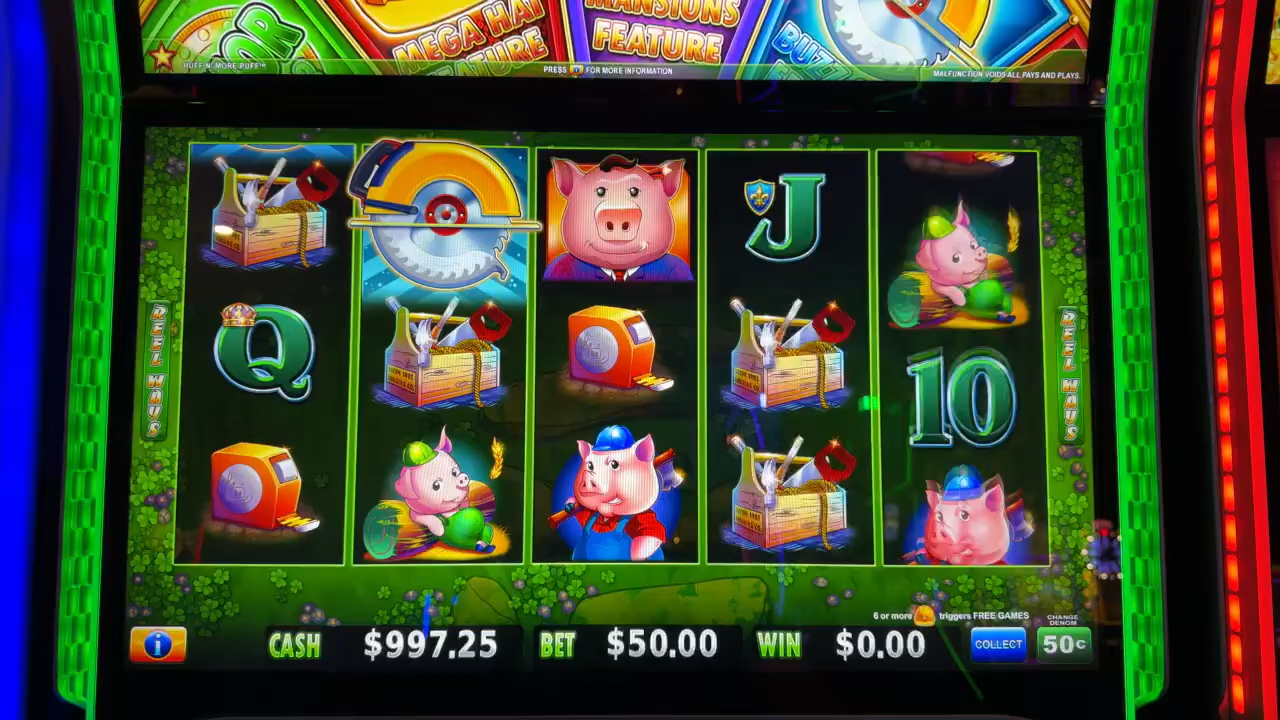 MEGA HAT
FEATURE
MANSIONS
FEATURE
BUZZ
HUFF N' MORE PUFF™
PRESS i FOR MORE INFORMATION.
MALFUNCTION VOIDS ALL PAYS AND PLAYS.
J
Q
10
REEL WAYS
REEL WAYS
6 or more triggers FREE GAMES
CHANGE
DENOM
i
CASH $997.25 BET $50.00 WIN $0.00 COLLECT 50¢